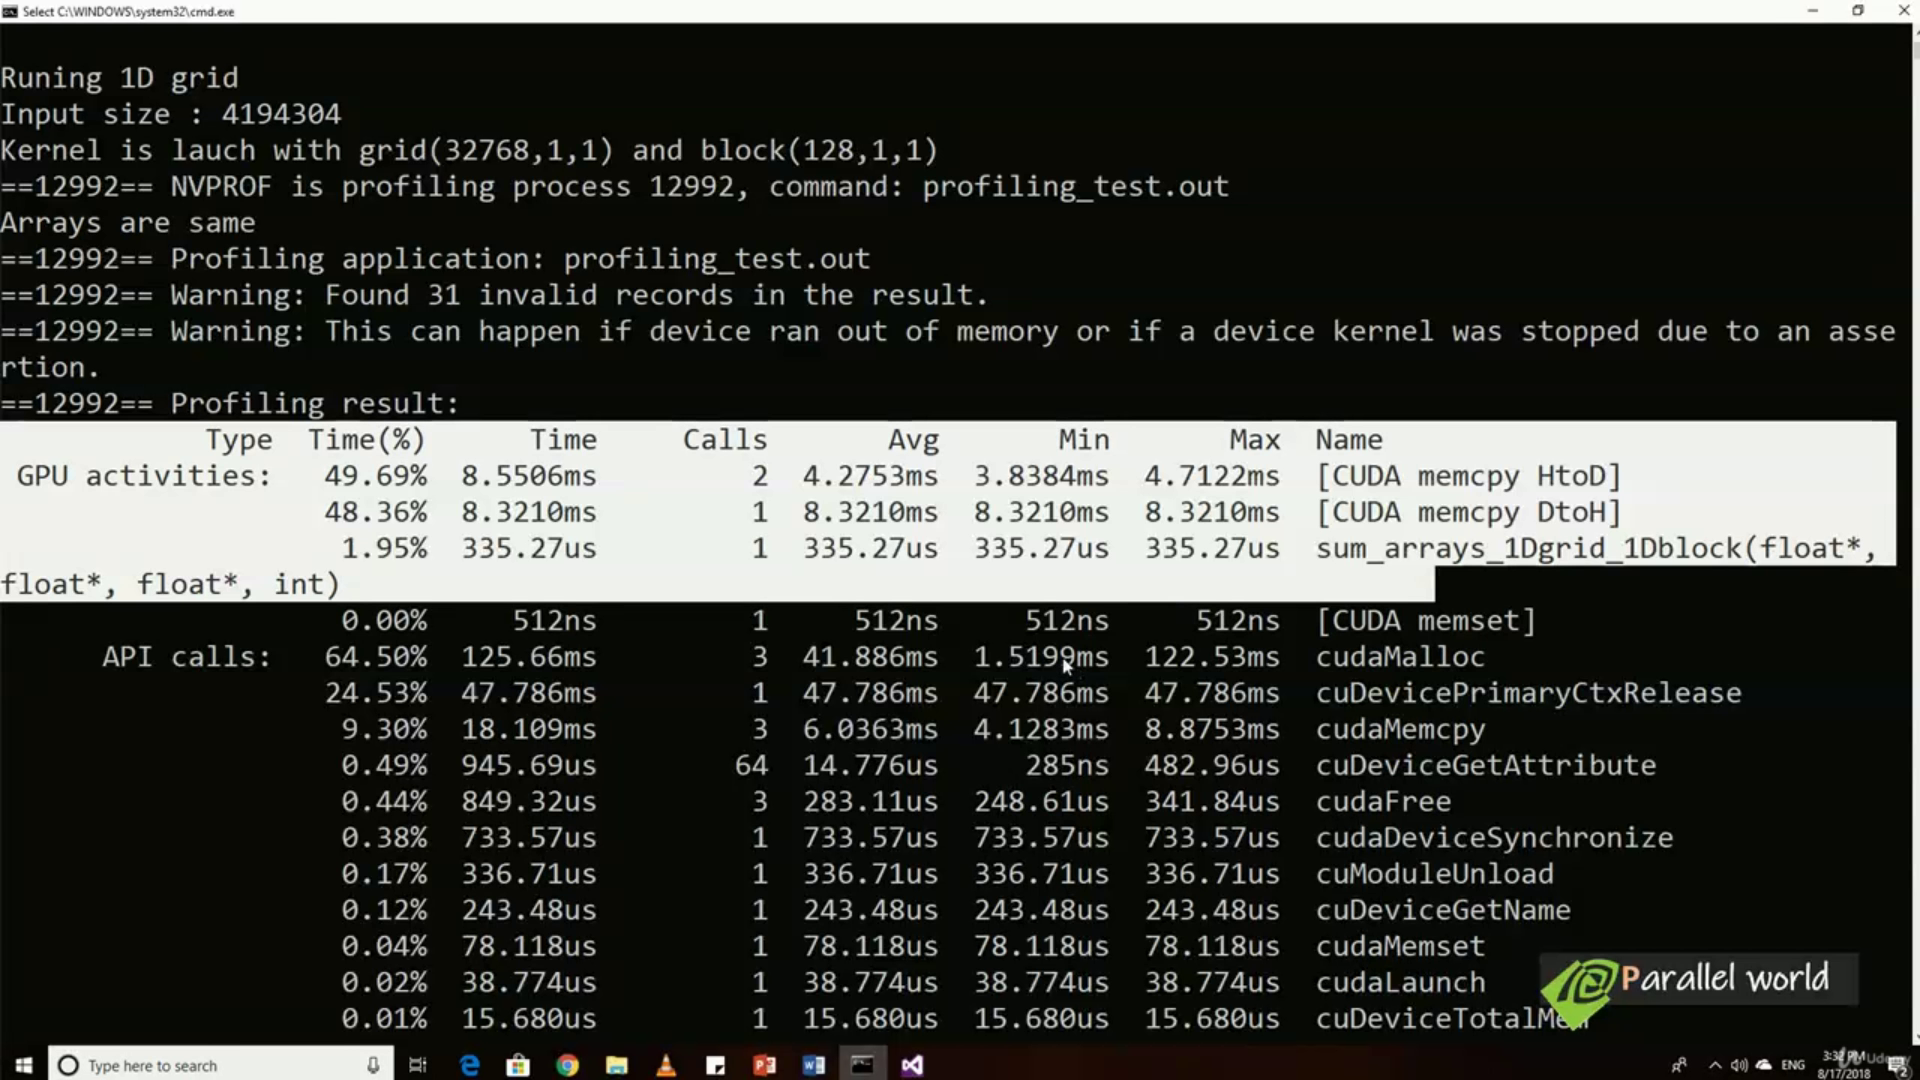 Select C:\WINDOWS\system32\cmd.exe
Runing 1D grid
Input size : 4194304
Kernel is lauch with grid(32768,1,1) and block(128,1,1)
==12992== NVPROF is profiling process 12992, command: profiling_test.out
Arrays are same
==12992== Profiling application: profiling_test.out
==12992== Warning: Found 31 invalid records in the result.
==12992== Warning: This can happen if device ran out of memory or if a device kernel was stopped due to an asse
rtion.
==12992== Profiling result:
Type Time(%) Time Calls Avg Min Max Name
GPU activities: 49.69% 8.5506ms 2 4.2753ms 3.8384ms 4.7122ms [CUDA memcpy HtoD]
48.36% 8.3210ms 1 8.3210ms 8.3210ms 8.3210ms [CUDA memcpy DtoH]
1.95% 335.27us 1 335.27us 335.27us 335.27us sum_arrays_1Dgrid_1Dblock(float*,
float*, float*, int)
0.00% 512ns 1 512ns 512ns 512ns [CUDA memset]
API calls: 64.50% 125.66ms 3 41.886ms 1.5199ms 122.53ms cudaMalloc
24.53% 47.786ms 1 47.786ms 47.786ms 47.786ms cuDevicePrimaryCtxRelease
9.30% 18.109ms 3 6.0363ms 4.1283ms 8.8753ms cudaMemcpy
0.49% 945.69us 64 14.776us 285ns 482.96us cuDeviceGetAttribute
0.44% 849.32us 3 283.11us 248.61us 341.84us cudaFree
0.38% 733.57us 1 733.57us 733.57us 733.57us cudaDeviceSynchronize
0.17% 336.71us 1 336.71us 336.71us 336.71us cuModuleUnload
0.12% 243.48us 1 243.48us 243.48us 243.48us cuDeviceGetName
0.04% 78.118us 1 78.118us 78.118us 78.118us cudaMemset
0.02% 38.774us 1 38.774us 38.774us 38.774us cudaLaunch
0.01% 15.680us 1 15.680us 15.680us 15.680us cuDeviceTotalMem
Parallel world
Type here to search
ENG
3:32 PM
8/17/2018
Udemy